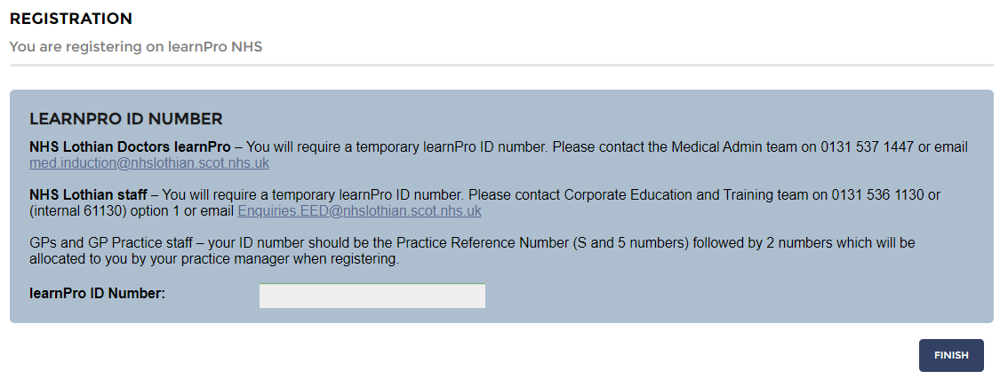 REGISTRATION
You are registering on learnPro NHS
LEARNPRO ID NUMBER
NHS Lothian Doctors learnPro – You will require a temporary learnPro ID number. Please contact the Medical Admin team on 0131 537 1447 or email
med.induction@nhslothian.scot.nhs.uk
NHS Lothian staff – You will require a temporary learnPro ID number. Please contact Corporate Education and Training team on 0131 536 1130 or
(internal 61130) option 1 or email Enquiries.EED@nhslothian.scot.nhs.uk
GPs and GP Practice staff – your ID number should be the Practice Reference Number (S and 5 numbers) followed by 2 numbers which will be
allocated to you by your practice manager when registering.
learnPro ID Number:
FINISH